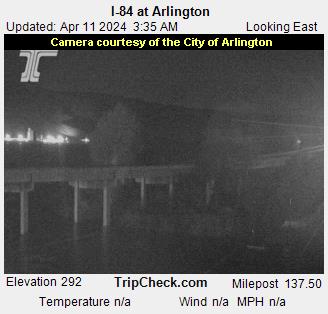 I-84 at Arlington
Updated: Apr 11 2024 3:35 AM Looking East
Camera courtesy of the City of Arlington
Elevation 292 TripCheck.com Milepost 137.50
Temperature n/a Wind n/a MPH n/a